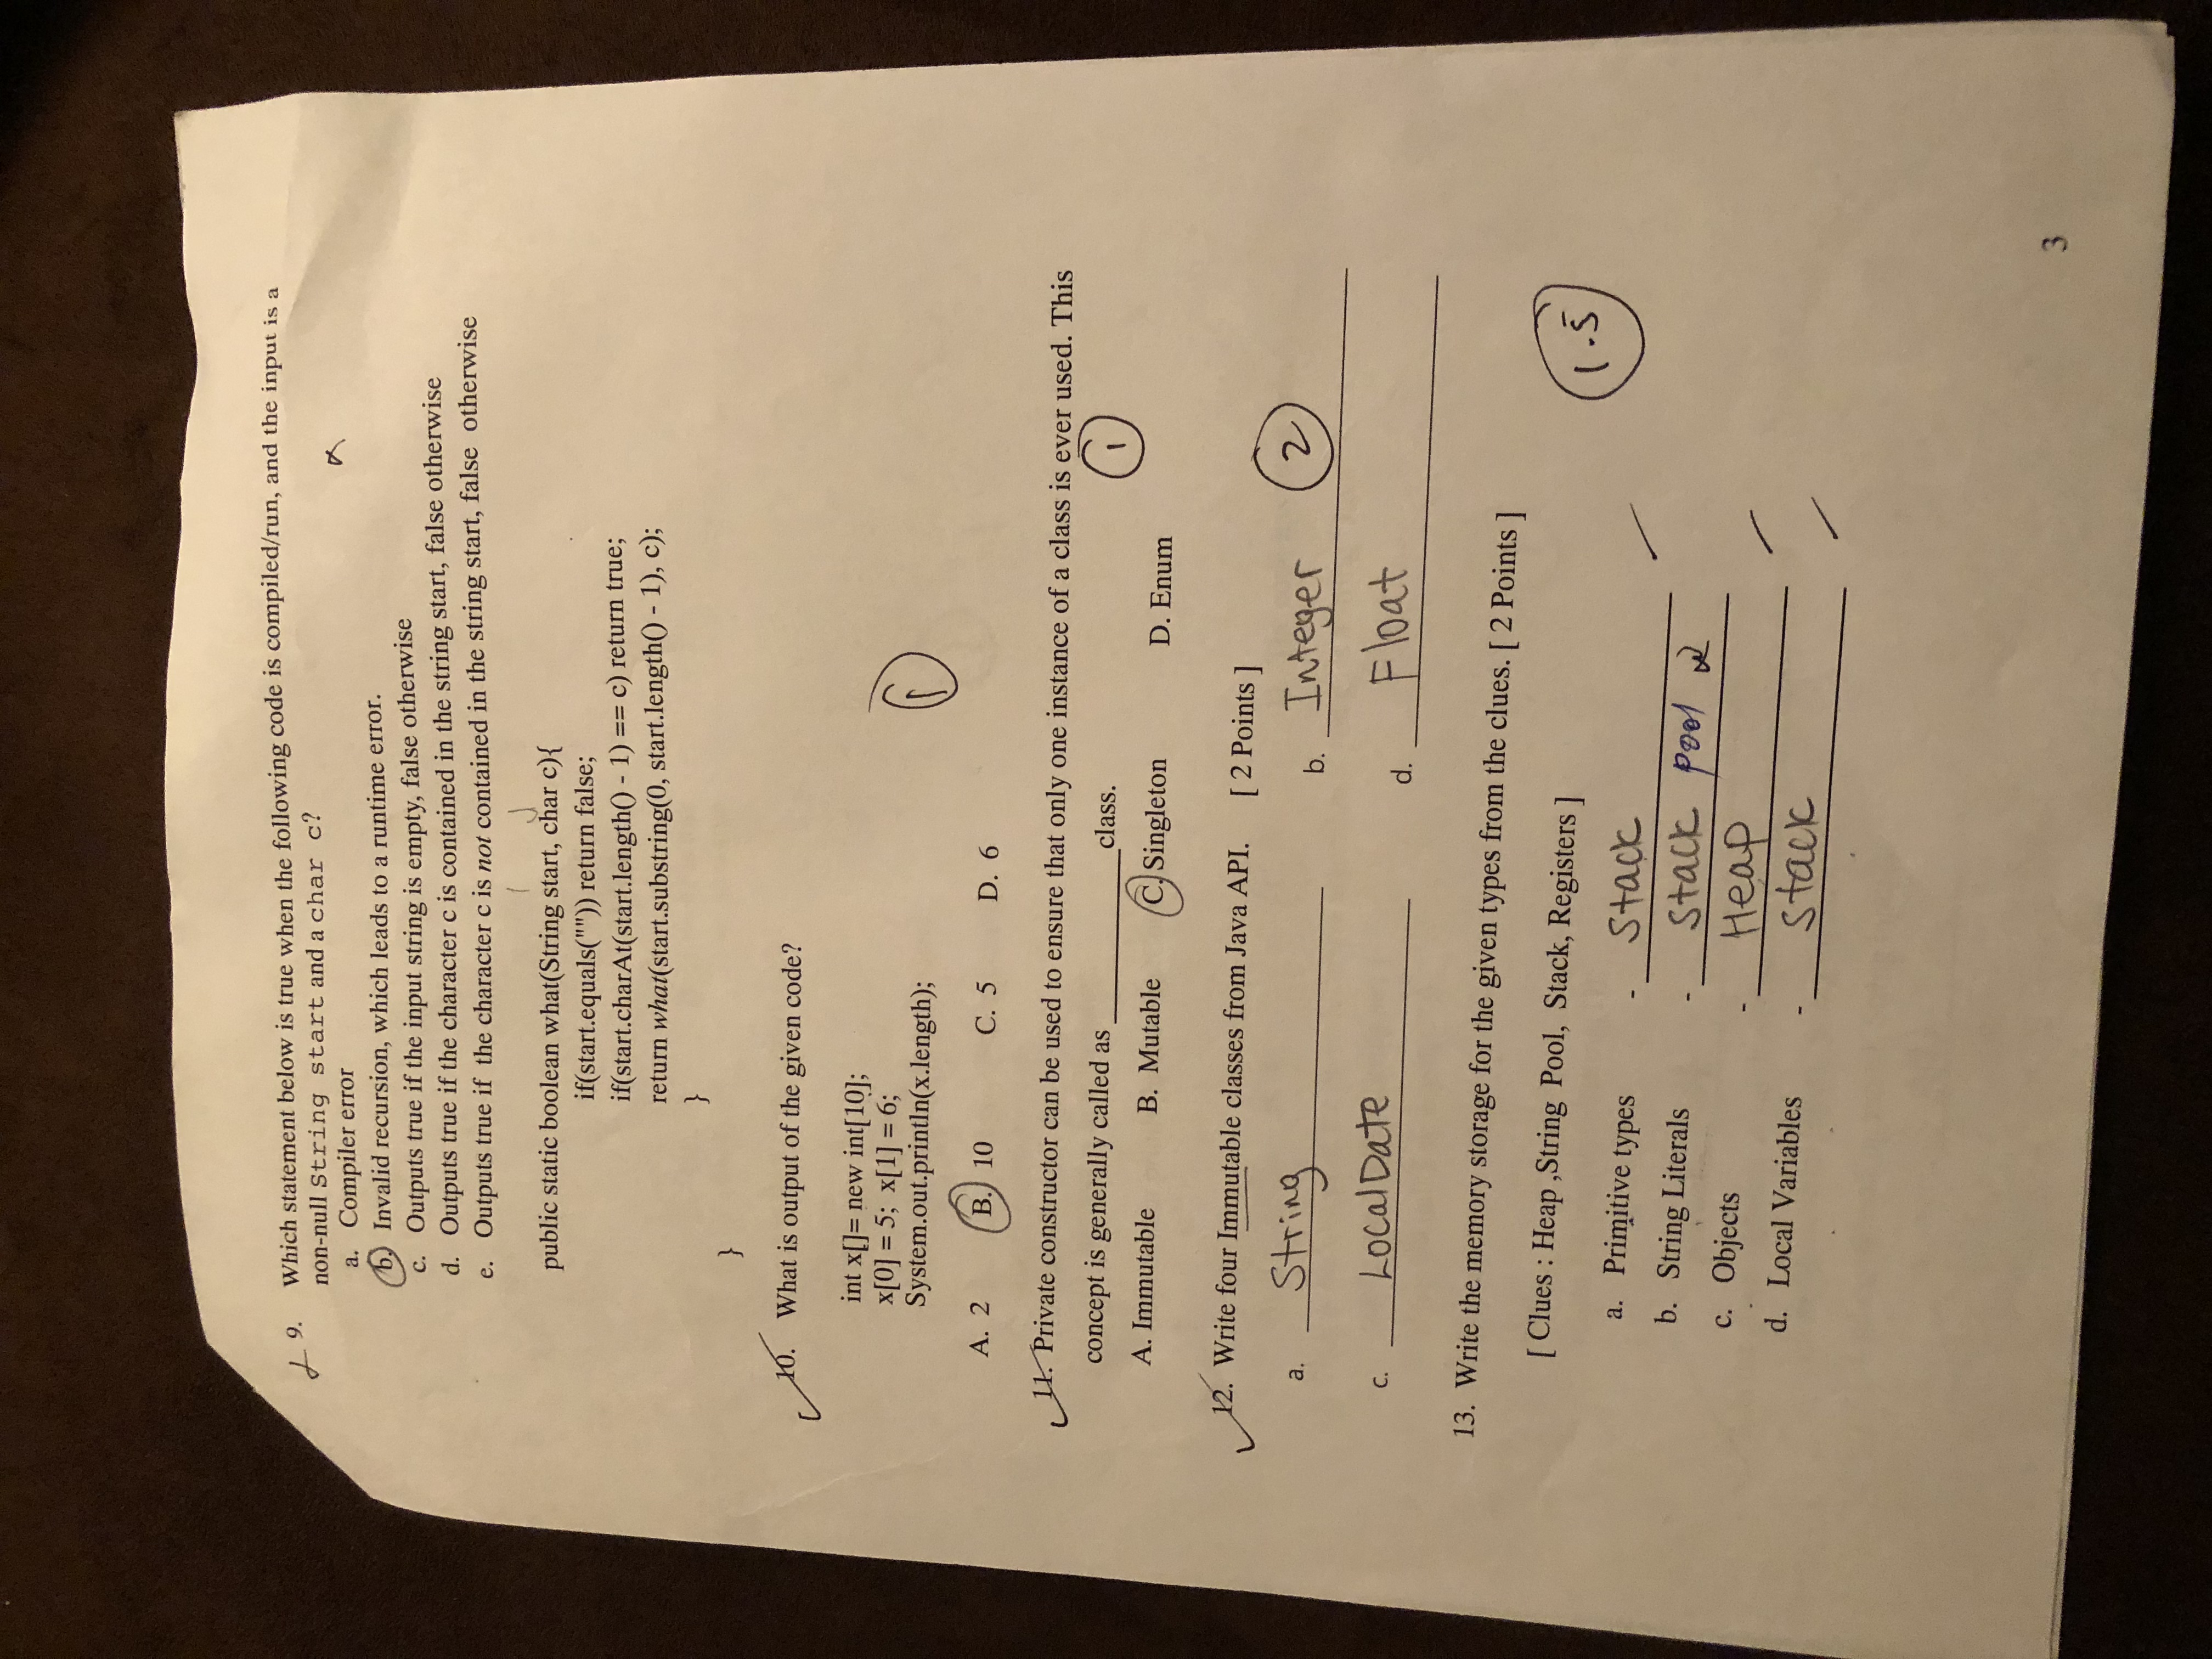 9. Which statement below is true when the following code is compiled/run, and the input is a
non-null String start and a char c?
a. Compiler error
b. Invalid recursion, which leads to a runtime error.
c. Outputs true if the input string is empty, false otherwise
d. Outputs true if the character c is contained in the string start, false otherwise
e. Outputs true if the character c is not contained in the string start, false otherwise
public static boolean what(String start, char c){
if(start.equals("")) return false;
if(start.charAt(start.length() - 1) == c) return true;
return what(start.substring(0, start.length() - 1), c);
}
}
10. What is output of the given code?
int x[]= new int[10];
x[0] = 5; x[1] = 6;
System.out.println(x.length);
1
A. 2 B. 10 C. 5 D. 6
11. Private constructor can be used to ensure that only one instance of a class is ever used. This
concept is generally called as __________ class.
1
A. Immutable B. Mutable C. Singleton D. Enum
12. Write four Immutable classes from Java API. [ 2 Points ]
a. String b. Integer 2
c. LocalDate d. Float
13. Write the memory storage for the given types from the clues. [ 2 Points ]
[ Clues : Heap ,String Pool, Stack, Registers ]
1.5
a. Primitive types - Stack
b. String Literals - Stack pool
c. Objects - Heap
d. Local Variables - Stack
3